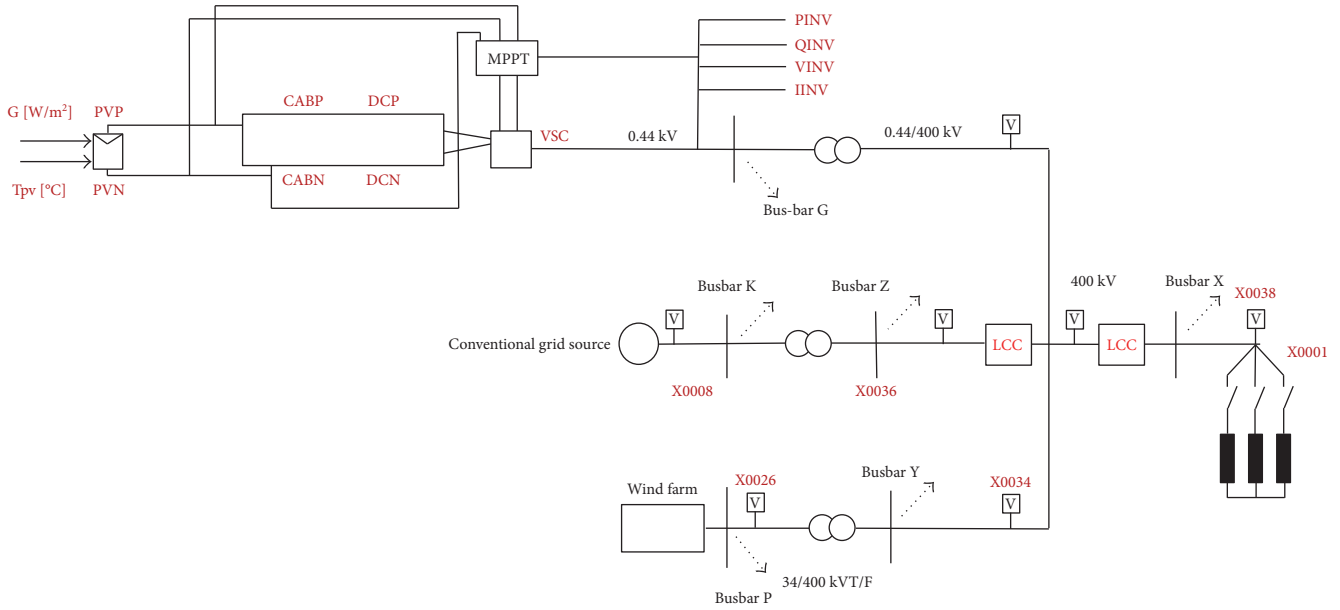 PINV
QINV
VINV
IINV
MPPT
G [W/m²]
PVP
CABP
DCP
VSC
0.44 kV
0.44/400 kV
V
Tpv [°C]
PVN
CABN
DCN
Bus-bar G
Busbar K
Busbar Z
400 kV
Busbar X
X0038
V
V
V
V
Conventional grid source
LCC
LCC
X0001
X0008
X0036
Wind farm
X0026
Busbar Y
X0034
V
V
34/400 kVT/F
Busbar P